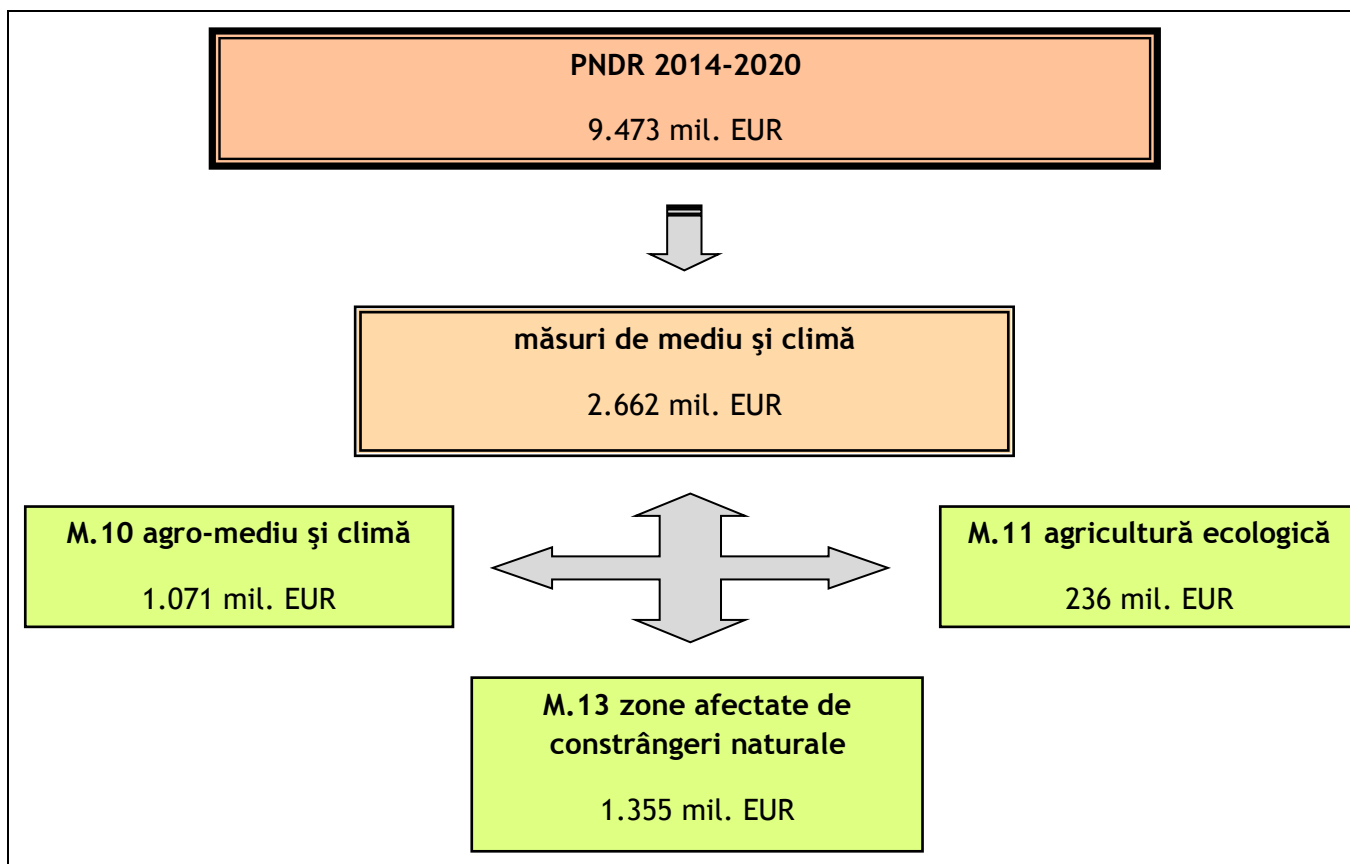 PNDR 2014-2020
9.473 mil. EUR
măsuri de mediu şi climă
2.662 mil. EUR
M.10 agro-mediu şi climă
1.071 mil. EUR
M.11 agricultură ecologică
236 mil. EUR
M.13 zone afectate de
constrângeri naturale
1.355 mil. EUR